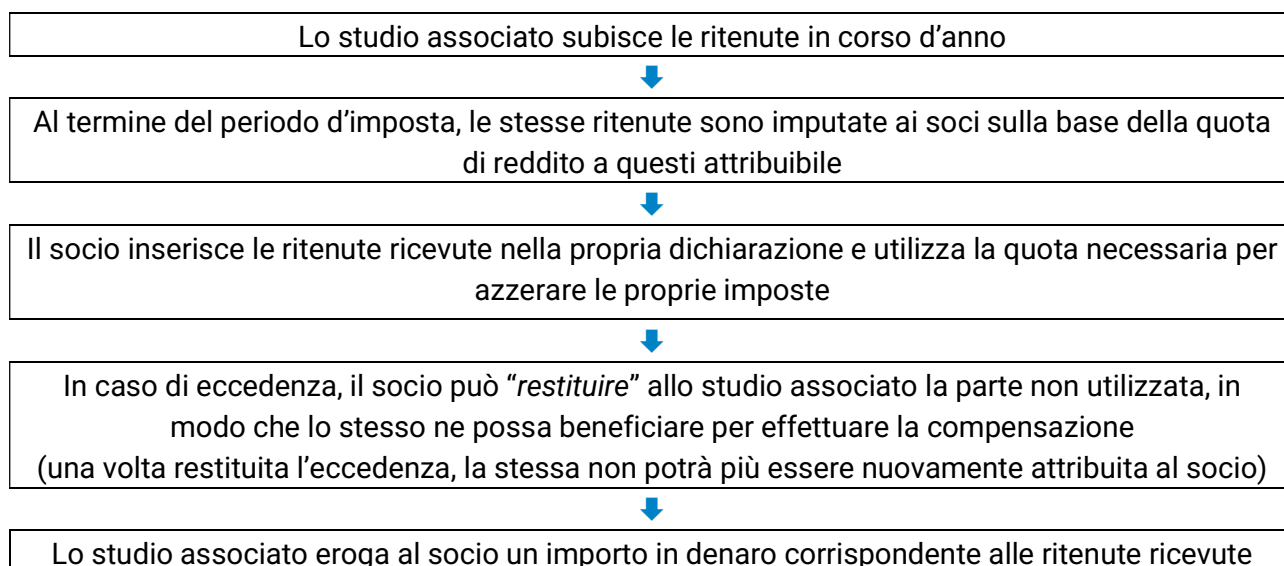 Lo studio associato subisce le ritenute in corso d’anno
Al termine del periodo d’imposta, le stesse ritenute sono imputate ai soci sulla base della quota
di reddito a questi attribuibile
Il socio inserisce le ritenute ricevute nella propria dichiarazione e utilizza la quota necessaria per
azzerare le proprie imposte
In caso di eccedenza, il socio può “restituire” allo studio associato la parte non utilizzata, in
modo che lo stesso ne possa beneficiare per effettuare la compensazione
(una volta restituita l’eccedenza, la stessa non potrà più essere nuovamente attribuita al socio)
Lo studio associato eroga al socio un importo in denaro corrispondente alle ritenute ricevute